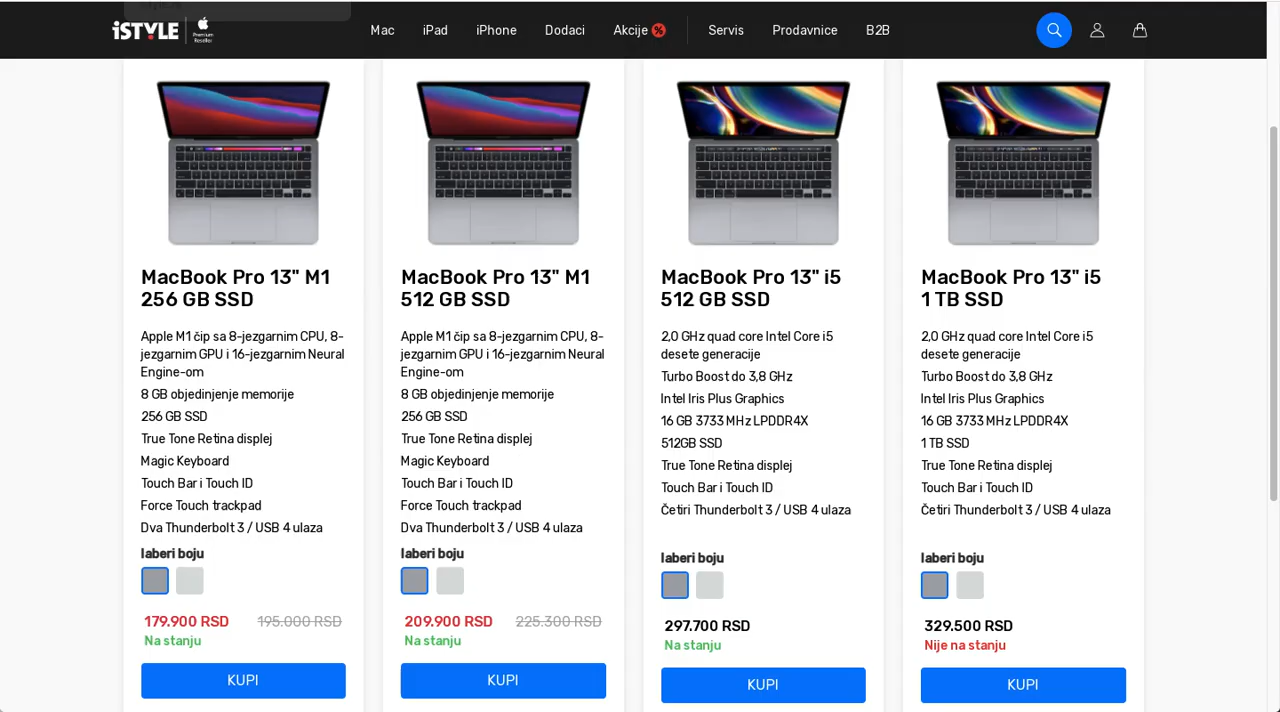 iSTYLE
Premium
Reseller
Mac
iPad
iPhone
Dodaci
Akcije %
Servis
Prodavnice
B2B
MacBook Pro 13" M1
256 GB SSD
Apple M1 čip sa 8-jezgarnim CPU, 8-
jezgarnim GPU i 16-jezgarnim Neural
Engine-om
8 GB objedinjenje memorije
256 GB SSD
True Tone Retina displej
Magic Keyboard
Touch Bar i Touch ID
Force Touch trackpad
Dva Thunderbolt 3 / USB 4 ulaza
Iaberi boju
179.900 RSD 195.000 RSD
Na stanju
KUPI
MacBook Pro 13" M1
512 GB SSD
Apple M1 čip sa 8-jezgarnim CPU, 8-
jezgarnim GPU i 16-jezgarnim Neural
Engine-om
8 GB objedinjenje memorije
256 GB SSD
True Tone Retina displej
Magic Keyboard
Touch Bar i Touch ID
Force Touch trackpad
Dva Thunderbolt 3 / USB 4 ulaza
Iaberi boju
209.900 RSD 225.300 RSD
Na stanju
KUPI
MacBook Pro 13" i5
512 GB SSD
2,0 GHz quad core Intel Core i5
desete generacije
Turbo Boost do 3,8 GHz
Intel Iris Plus Graphics
16 GB 3733 MHz LPDDR4X
512GB SSD
True Tone Retina displej
Touch Bar i Touch ID
Četiri Thunderbolt 3 / USB 4 ulaza
Iaberi boju
297.700 RSD
Na stanju
KUPI
MacBook Pro 13" i5
1 TB SSD
2,0 GHz quad core Intel Core i5
desete generacije
Turbo Boost do 3,8 GHz
Intel Iris Plus Graphics
16 GB 3733 MHz LPDDR4X
1 TB SSD
True Tone Retina displej
Touch Bar i Touch ID
Četiri Thunderbolt 3 / USB 4 ulaza
Iaberi boju
329.500 RSD
Nije na stanju
KUPI